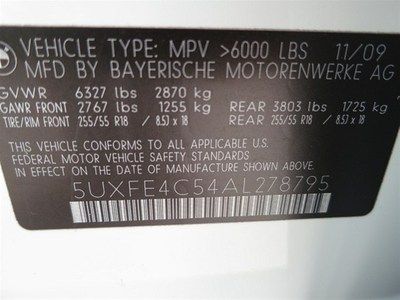 VEHICLE TYPE: MPV >6000 LBS 11/09
MFD BY BAYERISCHE MOTORENWERKE AG
GVWR 6327 lbs 2870 kg
GAWR FRONT 2767 lbs 1255 kg REAR 3803 lbs 1725 kg
TIRE/RIM FRONT 255/55 R18 / 8.5J x 18 REAR 255/55 R18 / 8.5J x 18
THIS VEHICLE CONFORMS TO ALL APPLICABLE U.S.
FEDERAL MOTOR VEHICLE SAFETY STANDARDS
IN EFFECT ON THE DATE OF MANUFACTURE SHOWN ABOVE.
5UXFE4C54AL278795